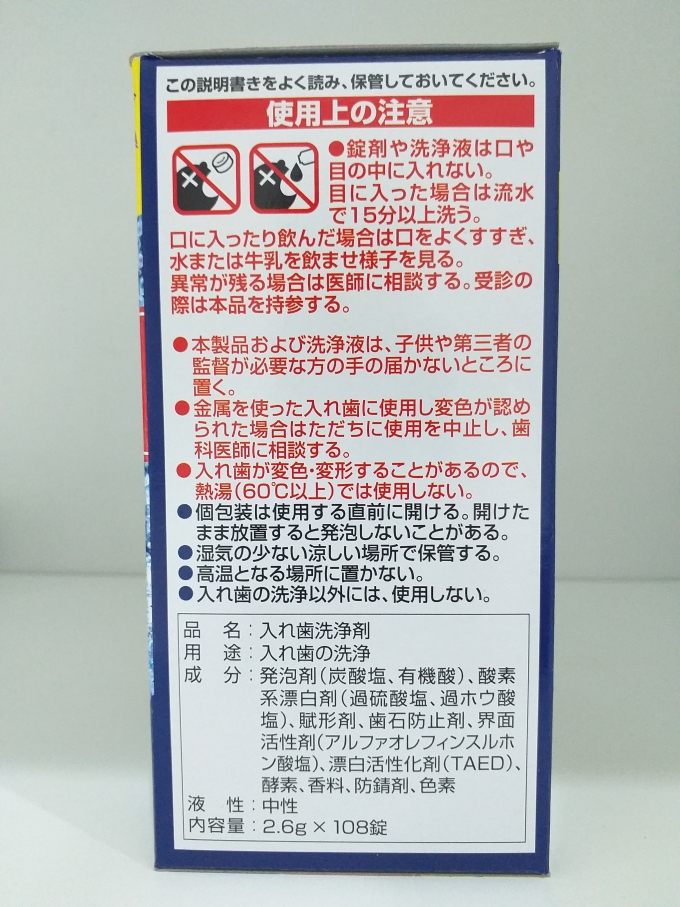 この説明書きをよく読み、保管しておいてください。
使用上の注意
●錠剤や洗浄液は口や
目の中に入れない。
目に入った場合は流水
で15分以上洗う。
口に入ったり飲んだ場合は口をよくすすぎ、
水または牛乳を飲ませ様子を見る。
異常が残る場合は医師に相談する。受診の
際は本品を持参する。
●本製品および洗浄液は、子供や第三者の
監督が必要な方の手の届かないところに
置く。
●金属を使った入れ歯に使用し変色が認め
られた場合はただちに使用を中止し、歯
科医師に相談する。
●入れ歯が変色・変形することがあるので、
熱湯(60℃以上)では使用しない。
●個包装は使用する直前に開ける。開けた
まま放置すると発泡しないことがある。
●湿気の少ない涼しい場所で保管する。
●高温となる場所に置かない。
●入れ歯の洗浄以外には、使用しない。
品　名：入れ歯洗浄剤
用　途：入れ歯の洗浄
成　分：発泡剤(炭酸塩、有機酸)、酸素
系漂白剤(過硫酸塩、過ホウ酸
塩)、賦形剤、歯石防止剤、界面
活性剤(アルファオレフィンスルホ
ン酸塩)、漂白活性化剤(TAED)、
酵素、香料、防錆剤、色素
液　性：中性
内容量：2.6g×108錠